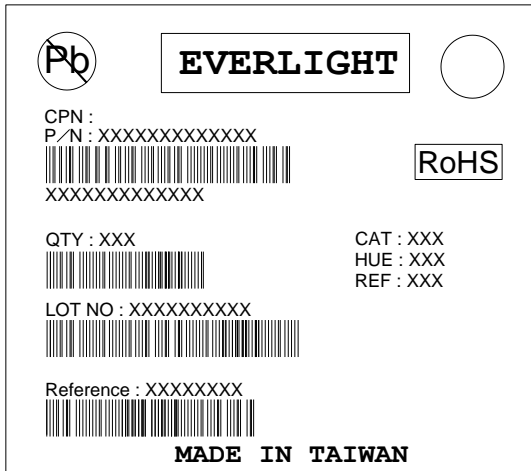 Pb
EVERLIGHT
CPN :
P/N : XXXXXXXXXXXXX
RoHS
XXXXXXXXXXXXX
QTY : XXX
CAT : XXX
HUE : XXX
REF : XXX
LOT NO : XXXXXXXXXX
Reference : XXXXXXXX
MADE IN TAIWAN